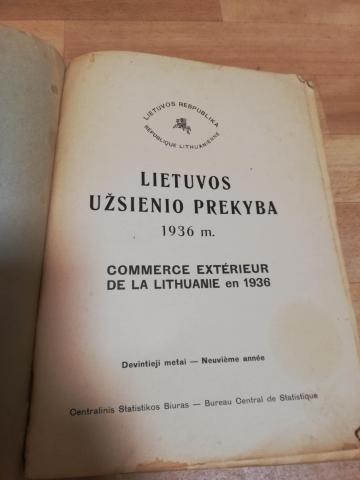 LIETUVOS RESPUBLIKA
RÉPUBLIQUE LITHUANIENNE
LIETUVOS
UŽSIENIO PREKYBA
1936 m.
COMMERCE EXTÉRIEUR
DE LA LITHUANIE en 1936
Devintieji metai — Neuvième année
Centralinis Statistikos Biuras — Bureau Central de Statistique